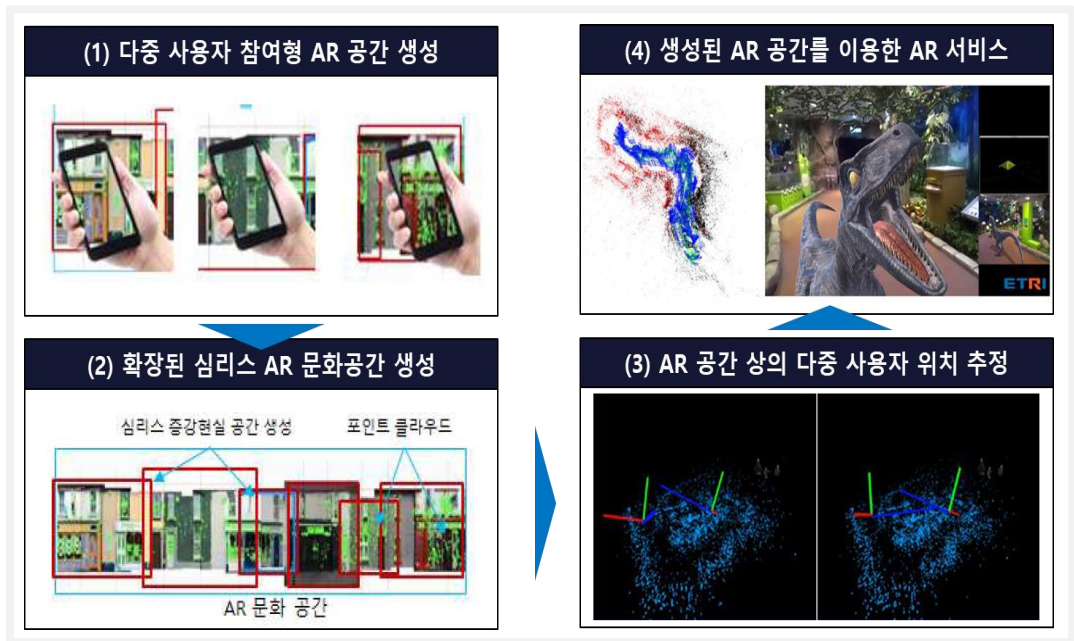 (1) 다중 사용자 참여형 AR 공간 생성
(2) 확장된 심리스 AR 문화공간 생성
심리스 증강현실 공간 생성
포인트 클라우드
AR 문화 공간
(3) AR 공간 상의 다중 사용자 위치 추정
(4) 생성된 AR 공간를 이용한 AR 서비스
ETRI